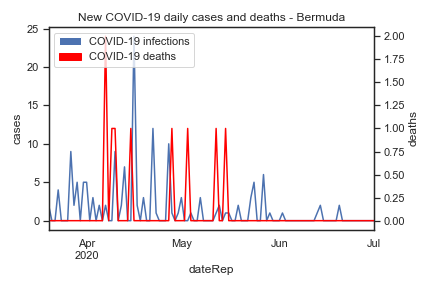 New COVID-19 daily cases and deaths - Bermuda
COVID-19 infections
COVID-19 deaths
cases
25
20
15
10
5
0
deaths
2.00
1.75
1.50
1.25
1.00
0.75
0.50
0.25
0.00
Apr
2020
May
Jun
Jul
dateRep